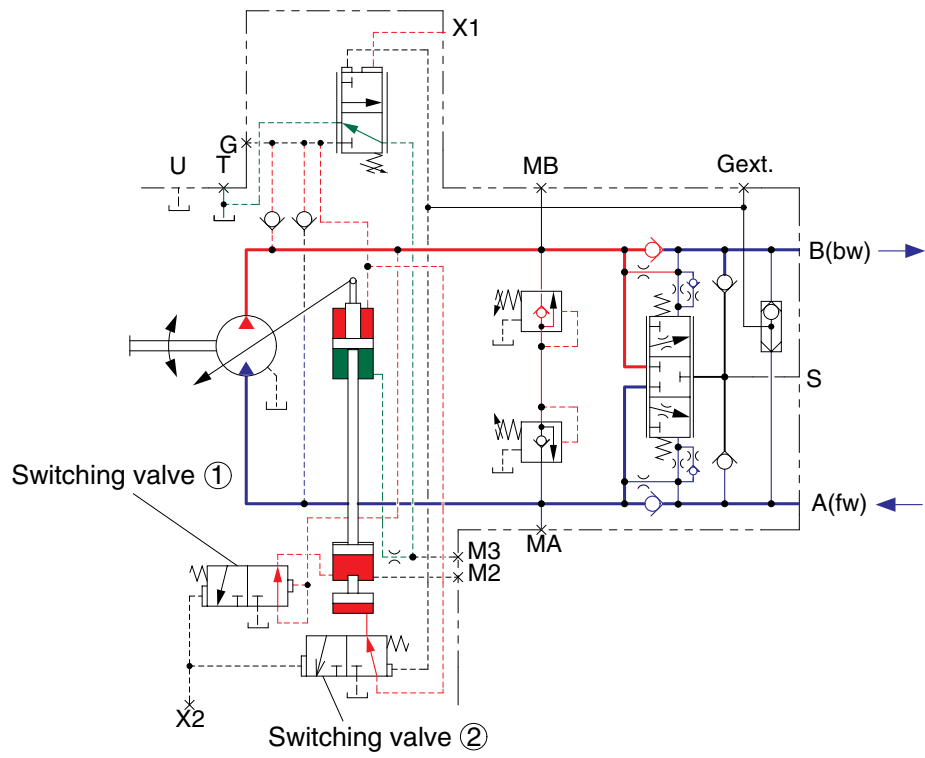 X1
G
U
T
MB
Gext.
B(bw)
S
A(fw)
Switching valve ①
MA
M3
M2
X2
Switching valve ②